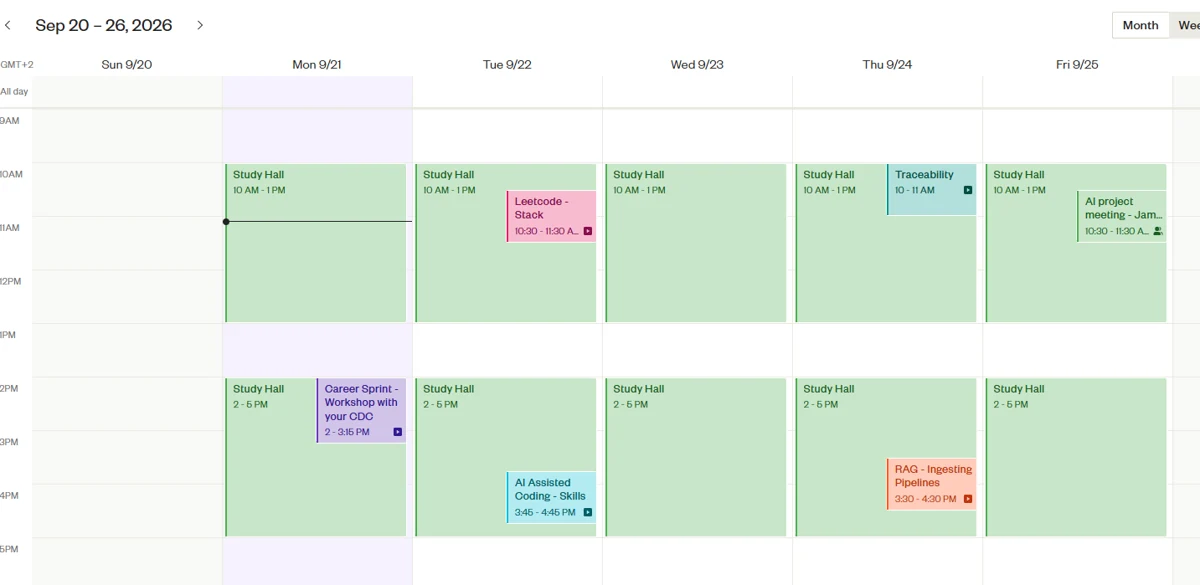 Sep 20 – 26, 2026
Month
Wee
GMT+2
Sun 9/20
Mon 9/21
Tue 9/22
Wed 9/23
Thu 9/24
Fri 9/25
All day
9AM
10AM
11AM
12PM
1PM
2PM
3PM
4PM
5PM
Study Hall
10 AM - 1 PM
Study Hall
2 - 5 PM
Career Sprint -
Workshop with
your CDC
2 - 3:15 PM
Study Hall
10 AM - 1 PM
Leetcode -
Stack
10:30 - 11:30 A...
Study Hall
2 - 5 PM
AI Assisted
Coding - Skills
3:45 - 4:45 PM
Study Hall
10 AM - 1 PM
Study Hall
2 - 5 PM
Study Hall
10 AM - 1 PM
Traceability
10 - 11 AM
Study Hall
2 - 5 PM
RAG - Ingesting
Pipelines
3:30 - 4:30 PM
Study Hall
10 AM - 1 PM
AI project
meeting - Jam...
10:30 - 11:30 A...
Study Hall
2 - 5 PM